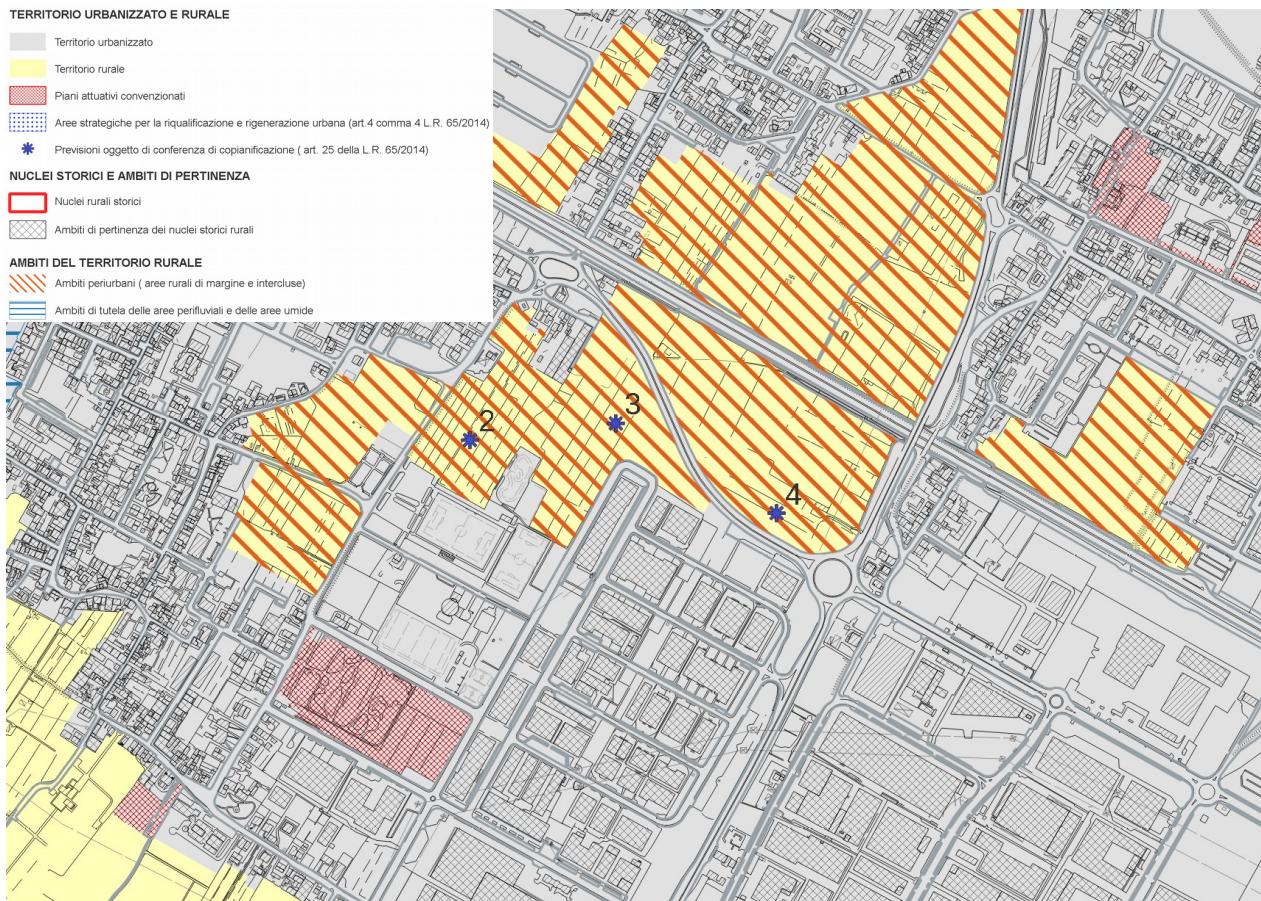 TERRITORIO URBANIZZATO E RURALE
Territorio urbanizzato
Territorio rurale
Piani attuativi convenzionati
Aree strategiche per la riqualificazione e rigenerazione urbana (art.4 comma 4 L.R. 65/2014)
Previsioni oggetto di conferenza di copianificazione ( art. 25 della L.R. 65/2014)
NUCLEI STORICI E AMBITI DI PERTINENZA
Nuclei rurali storici
Ambiti di pertinenza dei nuclei storici rurali
AMBITI DEL TERRITORIO RURALE
Ambiti periurbani ( aree rurali di margine e intercluse)
Ambiti di tutela delle aree perifluviali e delle aree umide
2
3
4